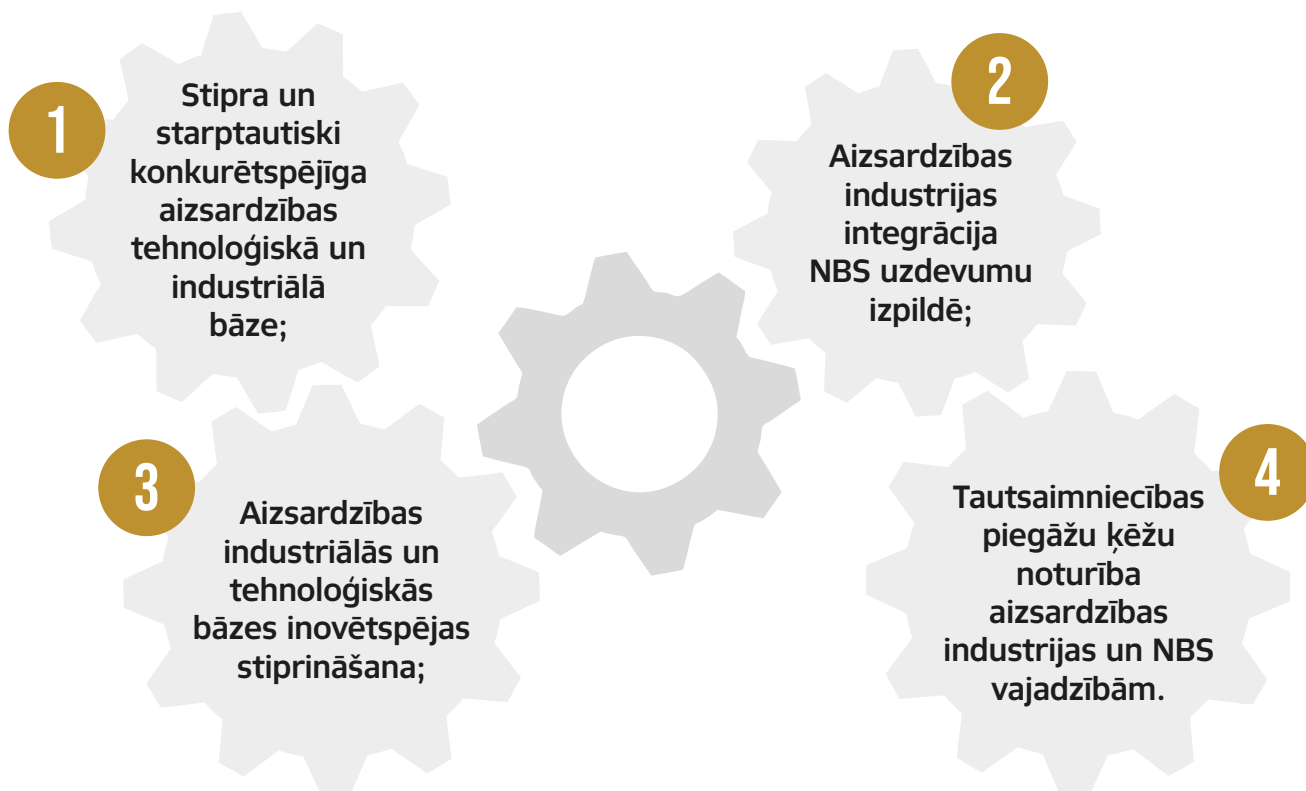 1
Stipra un
starptautiski
konkurētspējīga
aizsardzības
tehnoloģiskā un
industriālā
bāze;
2
Aizsardzības
industrijas
integrācija
NBS uzdevumu
izpildē;
3
Aizsardzības
industriālās un
tehnoloģiskās
bāzes inovētspējas
stiprināšana;
4
Tautsaimniecības
piegāžu ķēžu
noturība
aizsardzības
industrijas un NBS
vajadzībām.